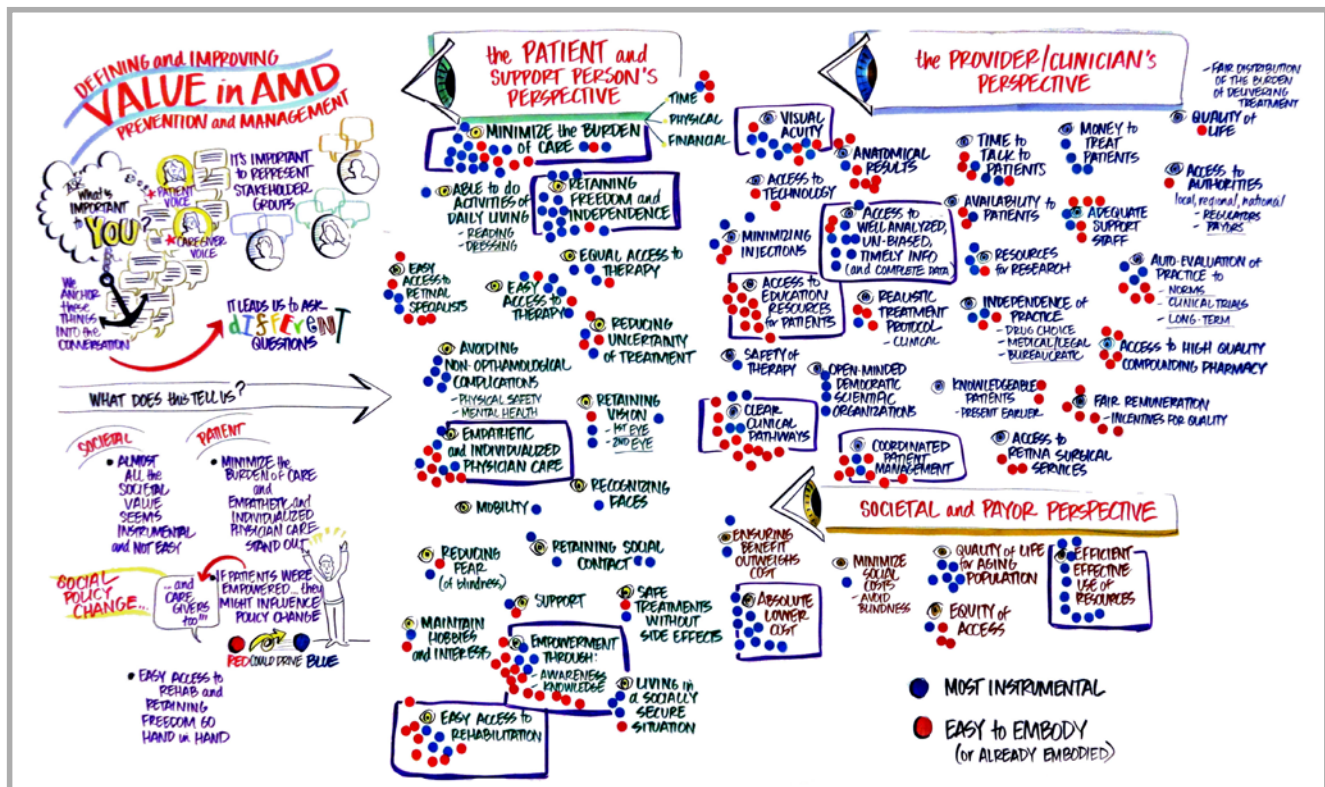 DEFINING and IMPROVING
VALUE in AMD
PREVENTION and MANAGEMENT
ASK
What's
IMPORTANT
to
YOU?
PATIENT
VOICE
CAREGIVER
VOICE
IT'S IMPORTANT
to REPRESENT
STAKEHOLDER
GROUPS
WE
ANCHOR
these
THINGS
INTO the
CONVERSATION
IT LEADS US to ASK
DIFFERENT
QUESTIONS
WHAT DOES this TELL US?
SOCIETAL
• ALMOST
ALL the
SOCIETAL
VALUE
SEEMS
INSTRUMENTAL
and NOT EASY
PATIENT
• MINIMIZE the
BURDEN of CARE
and
EMPATHETIC and
INDIVIDUALIZED
PHYSICIAN CARE
STAND OUT
SOCIAL
POLICY
CHANGE...
... and
CARE
GIVERS
too!!!
• IF PATIENTS WERE
EMPOWERED... they
MIGHT INFLUENCE
POLICY CHANGE
RED COULD DRIVE BLUE
• EASY ACCESS to
REHAB and
RETAINING
FREEDOM GO
HAND in HAND
the PATIENT and
SUPPORT PERSON'S
PERSPECTIVE
TIME
PHYSICAL
FINANCIAL
MINIMIZE the BURDEN
of CARE
ABLE to do
ACTIVITIES of
DAILY LIVING
- READING
- DRESSING
RETAINING
FREEDOM and
INDEPENDENCE
EASY
ACCESS to
RETINAL
SPECIALISTS
EQUAL ACCESS to
THERAPY
EASY
ACCESS to
THERAPY
REDUCING
UNCERTAINTY
of TREATMENT
AVOIDING
NON-OPTHAMOLOGICAL
COMPLICATIONS
- PHYSICAL SAFETY
- MENTAL HEALTH
RETAINING
VISION
- 1ST EYE
- 2ND EYE
EMPATHETIC
and INDIVIDUALIZED
PHYSICIAN CARE
RECOGNIZING
FACES
MOBILITY
REDUCING
FEAR
(of blindness)
RETAINING SOCIAL
CONTACT
SUPPORT
SAFE
TREATMENTS
WITHOUT
SIDE EFFECTS
MAINTAIN
HOBBIES
and INTERESTS
EMPOWERMENT
THROUGH:
- AWARENESS
- KNOWLEDGE
LIVING in
a SOCIALLY
SECURE
SITUATION
EASY ACCESS to
REHABILITATION
the PROVIDER/CLINICIAN'S
PERSPECTIVE
- FAIR DISTRIBUTION
OF THE BURDEN
OF DELIVERING
TREATMENT
QUALITY of
LIFE
VISUAL
ACUITY
ANATOMICAL
RESULTS
TIME to
TALK to
PATIENTS
MONEY to
TREAT
PATIENTS
ACCESS to
TECHNOLOGY
ACCESS to
AUTHORITIES
local, regional, national
- REGULATORS
- PAYORS
MINIMIZING
INJECTIONS
ACCESS to
WELL ANALYZED,
UN-BIASED,
TIMELY INFO
(and COMPLETE DATA)
AVAILABILITY to
PATIENTS
ADEQUATE
SUPPORT
STAFF
RESOURCES
for RESEARCH
AUTO-EVALUATION of
PRACTICE to
- NORMS
- CLINICAL TRIALS
- LONG-TERM
ACCESS to
EDUCATION
RESOURCES
for PATIENTS
REALISTIC
TREATMENT
PROTOCOL
- CLINICAL
INDEPENDENCE of
PRACTICE
- DRUG CHOICE
- MEDICAL/LEGAL
- BUREAUCRATIC
ACCESS to HIGH QUALITY
COMPOUNDING PHARMACY
SAFETY of
THERAPY
OPEN-MINDED
DEMOCRATIC
SCIENTIFIC
ORGANIZATIONS
KNOWLEDGEABLE
PATIENTS
- PRESENT EARLIER
FAIR REMUNERATION
- INCENTIVES for QUALITY
CLEAR
CLINICAL
PATHWAYS
COORDINATED
PATIENT
MANAGEMENT
ACCESS to
RETINA SURGICAL
SERVICES
SOCIETAL and PAYOR PERSPECTIVE
ENSURING
BENEFIT
OUTWEIGHS
COST
MINIMIZE
SOCIAL
COSTS
- AVOID
BLINDNESS
QUALITY of LIFE
for AGING
POPULATION
EFFICIENT
EFFECTIVE
USE of
RESOURCES
ABSOLUTE
LOWER
COST
EQUITY of
ACCESS
MOST INSTRUMENTAL
EASY to EMBODY
(or ALREADY EMBODIED)